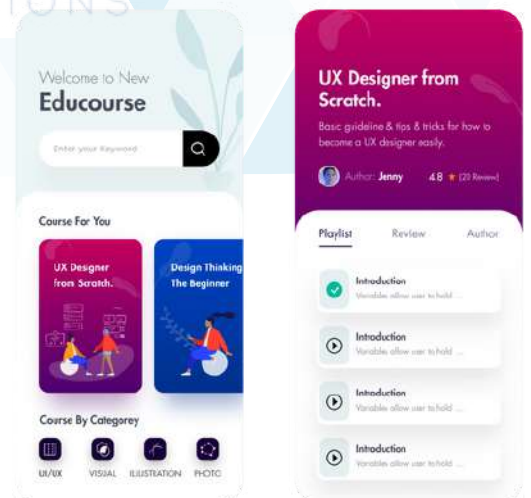 IONS
Welcome to New
Educourse
Enter your Keyword
Course For You
UX Designer
from Scratch.
Design Thinking
The Beginner
Course By Categorey
UI/UX
VISUAL
ILLUSTRATION
PHOTO
UX Designer from
Scratch.
Basic guideline & tips & tricks for how to
become a UX designer easily.
Author: Jenny
4.8 ★ (20 Review)
Playlist
Review
Author
Introduction
Variables allow user to hold ...
Introduction
Variables allow user to hold ...
Introduction
Variables allow user to hold ...
Introduction
Variables allow user to hold ...